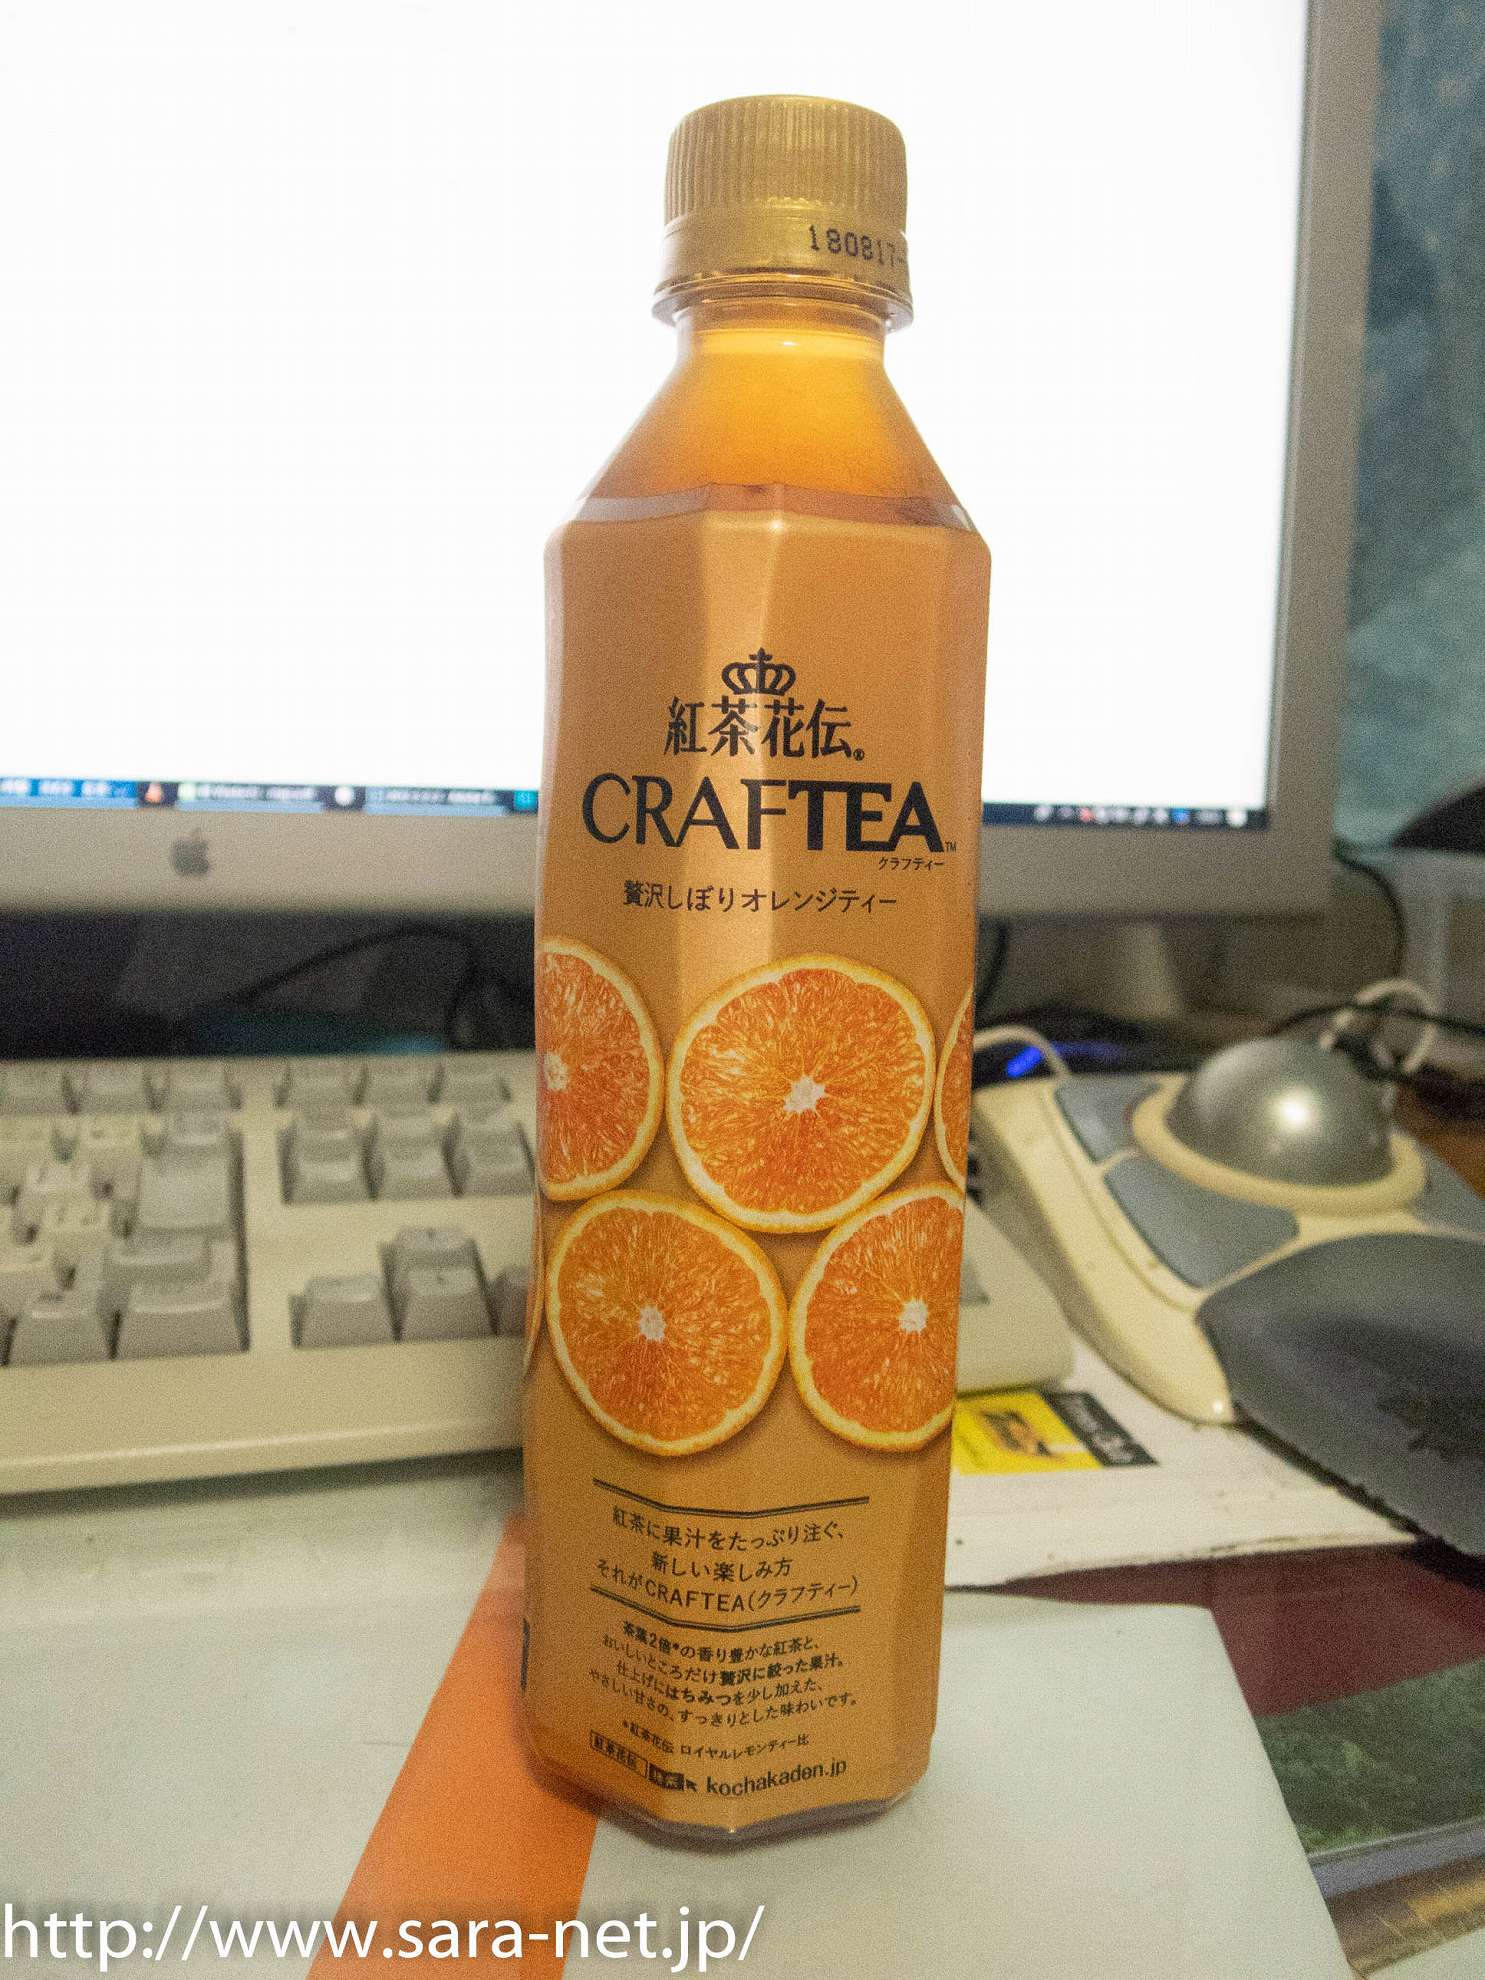 180817-
紅茶花伝®
CRAFTEA™
クラフティー
贅沢しぼりオレンジティー
紅茶に果汁をたっぷり注ぐ、
新しい楽しみ方
それがCRAFTEA(クラフティー)
茶葉2倍*の香り豊かな紅茶と、
おいしいところだけ贅沢に絞った果汁。
仕上げにはちみつを少し加えた、
やさしい甘さの、すっきりとした味わいです。
*紅茶花伝 ロイヤルレモンティー比
紅茶花伝 検索 kochakaden.jp
http://www.sara-net.jp/